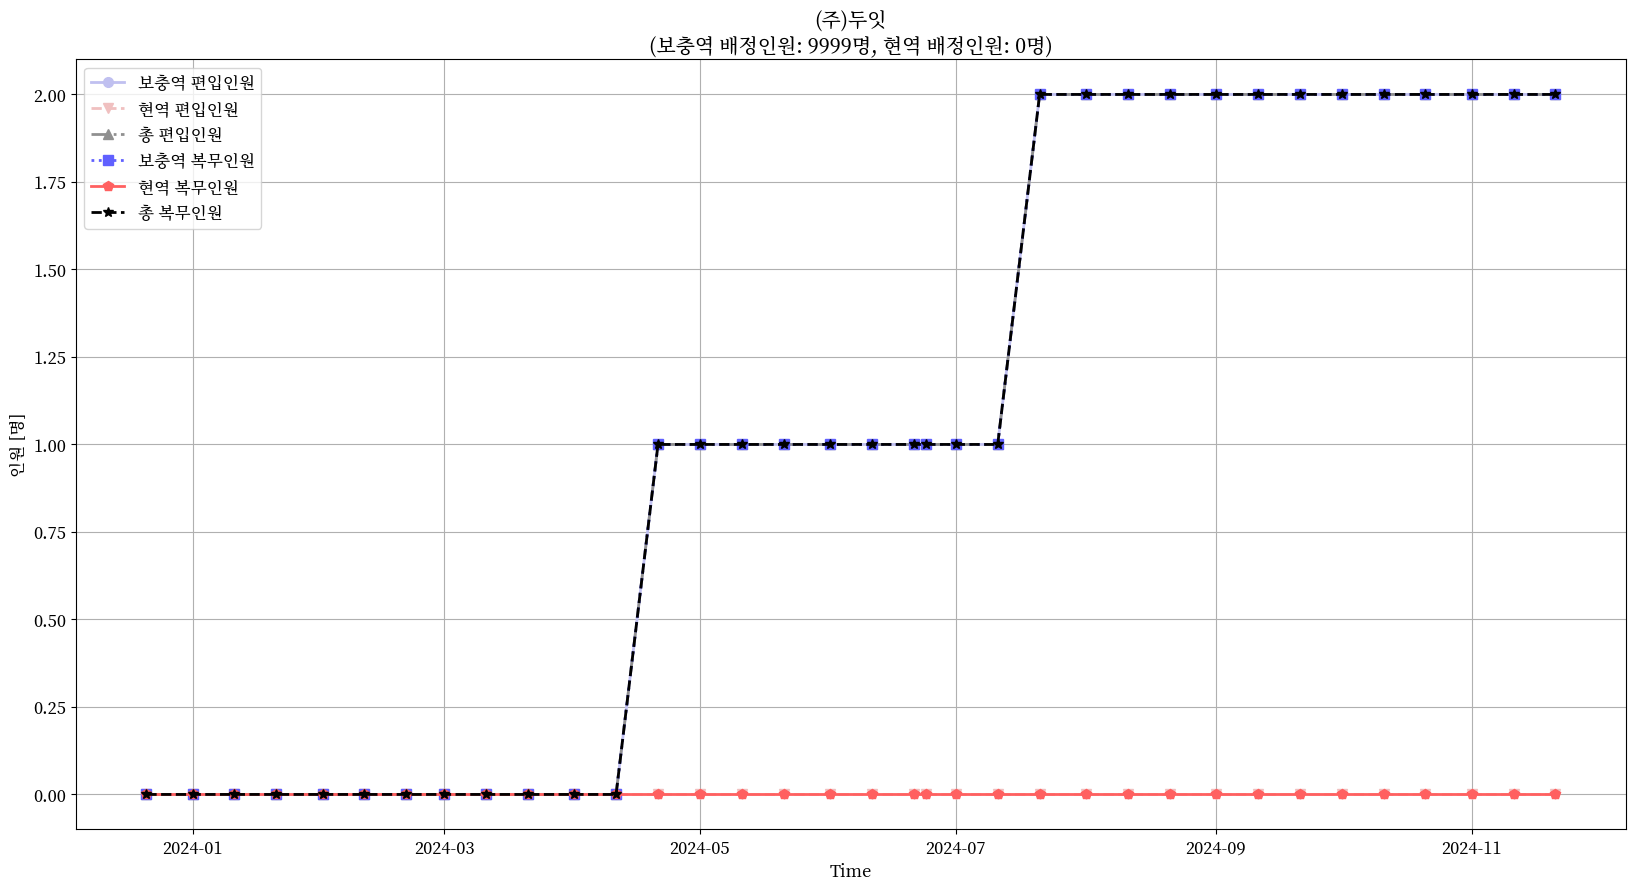 (주)두잇
(보충역 배정인원: 9999명, 현역 배정인원: 0명)
보충역 편입인원
현역 편입인원
총 편입인원
보충역 복무인원
현역 복무인원
총 복무인원
2.00
1.75
1.50
1.25
1.00
0.75
0.50
0.25
0.00
인원 [명]
2024-01 2024-03 2024-05 2024-07 2024-09 2024-11
Time